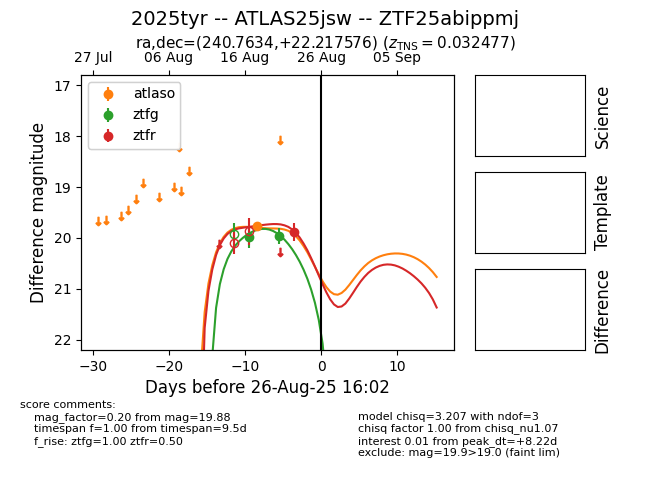 2025tyr -- ATLAS25jsw -- ZTF25abippmj
ra,dec=(240.7634,+22.217576) (zTNS = 0.032477)
27 Jul 06 Aug 16 Aug 26 Aug 05 Sep
atlaso
ztfg
ztfr
17
18
19
20
21
22
Difference magnitude
−30 −20 −10 0 10
Days before 26-Aug-25 16:02
Science
Template
Difference
score comments:
mag_factor=0.20 from mag=19.88
timespan f=1.00 from timespan=9.5d
f_rise: ztfg=1.00 ztfr=0.50
model chisq=3.207 with ndof=3
chisq factor 1.00 from chisq_nu1.07
interest 0.01 from peak_dt=+8.22d
exclude: mag=19.9>19.0 (faint lim)